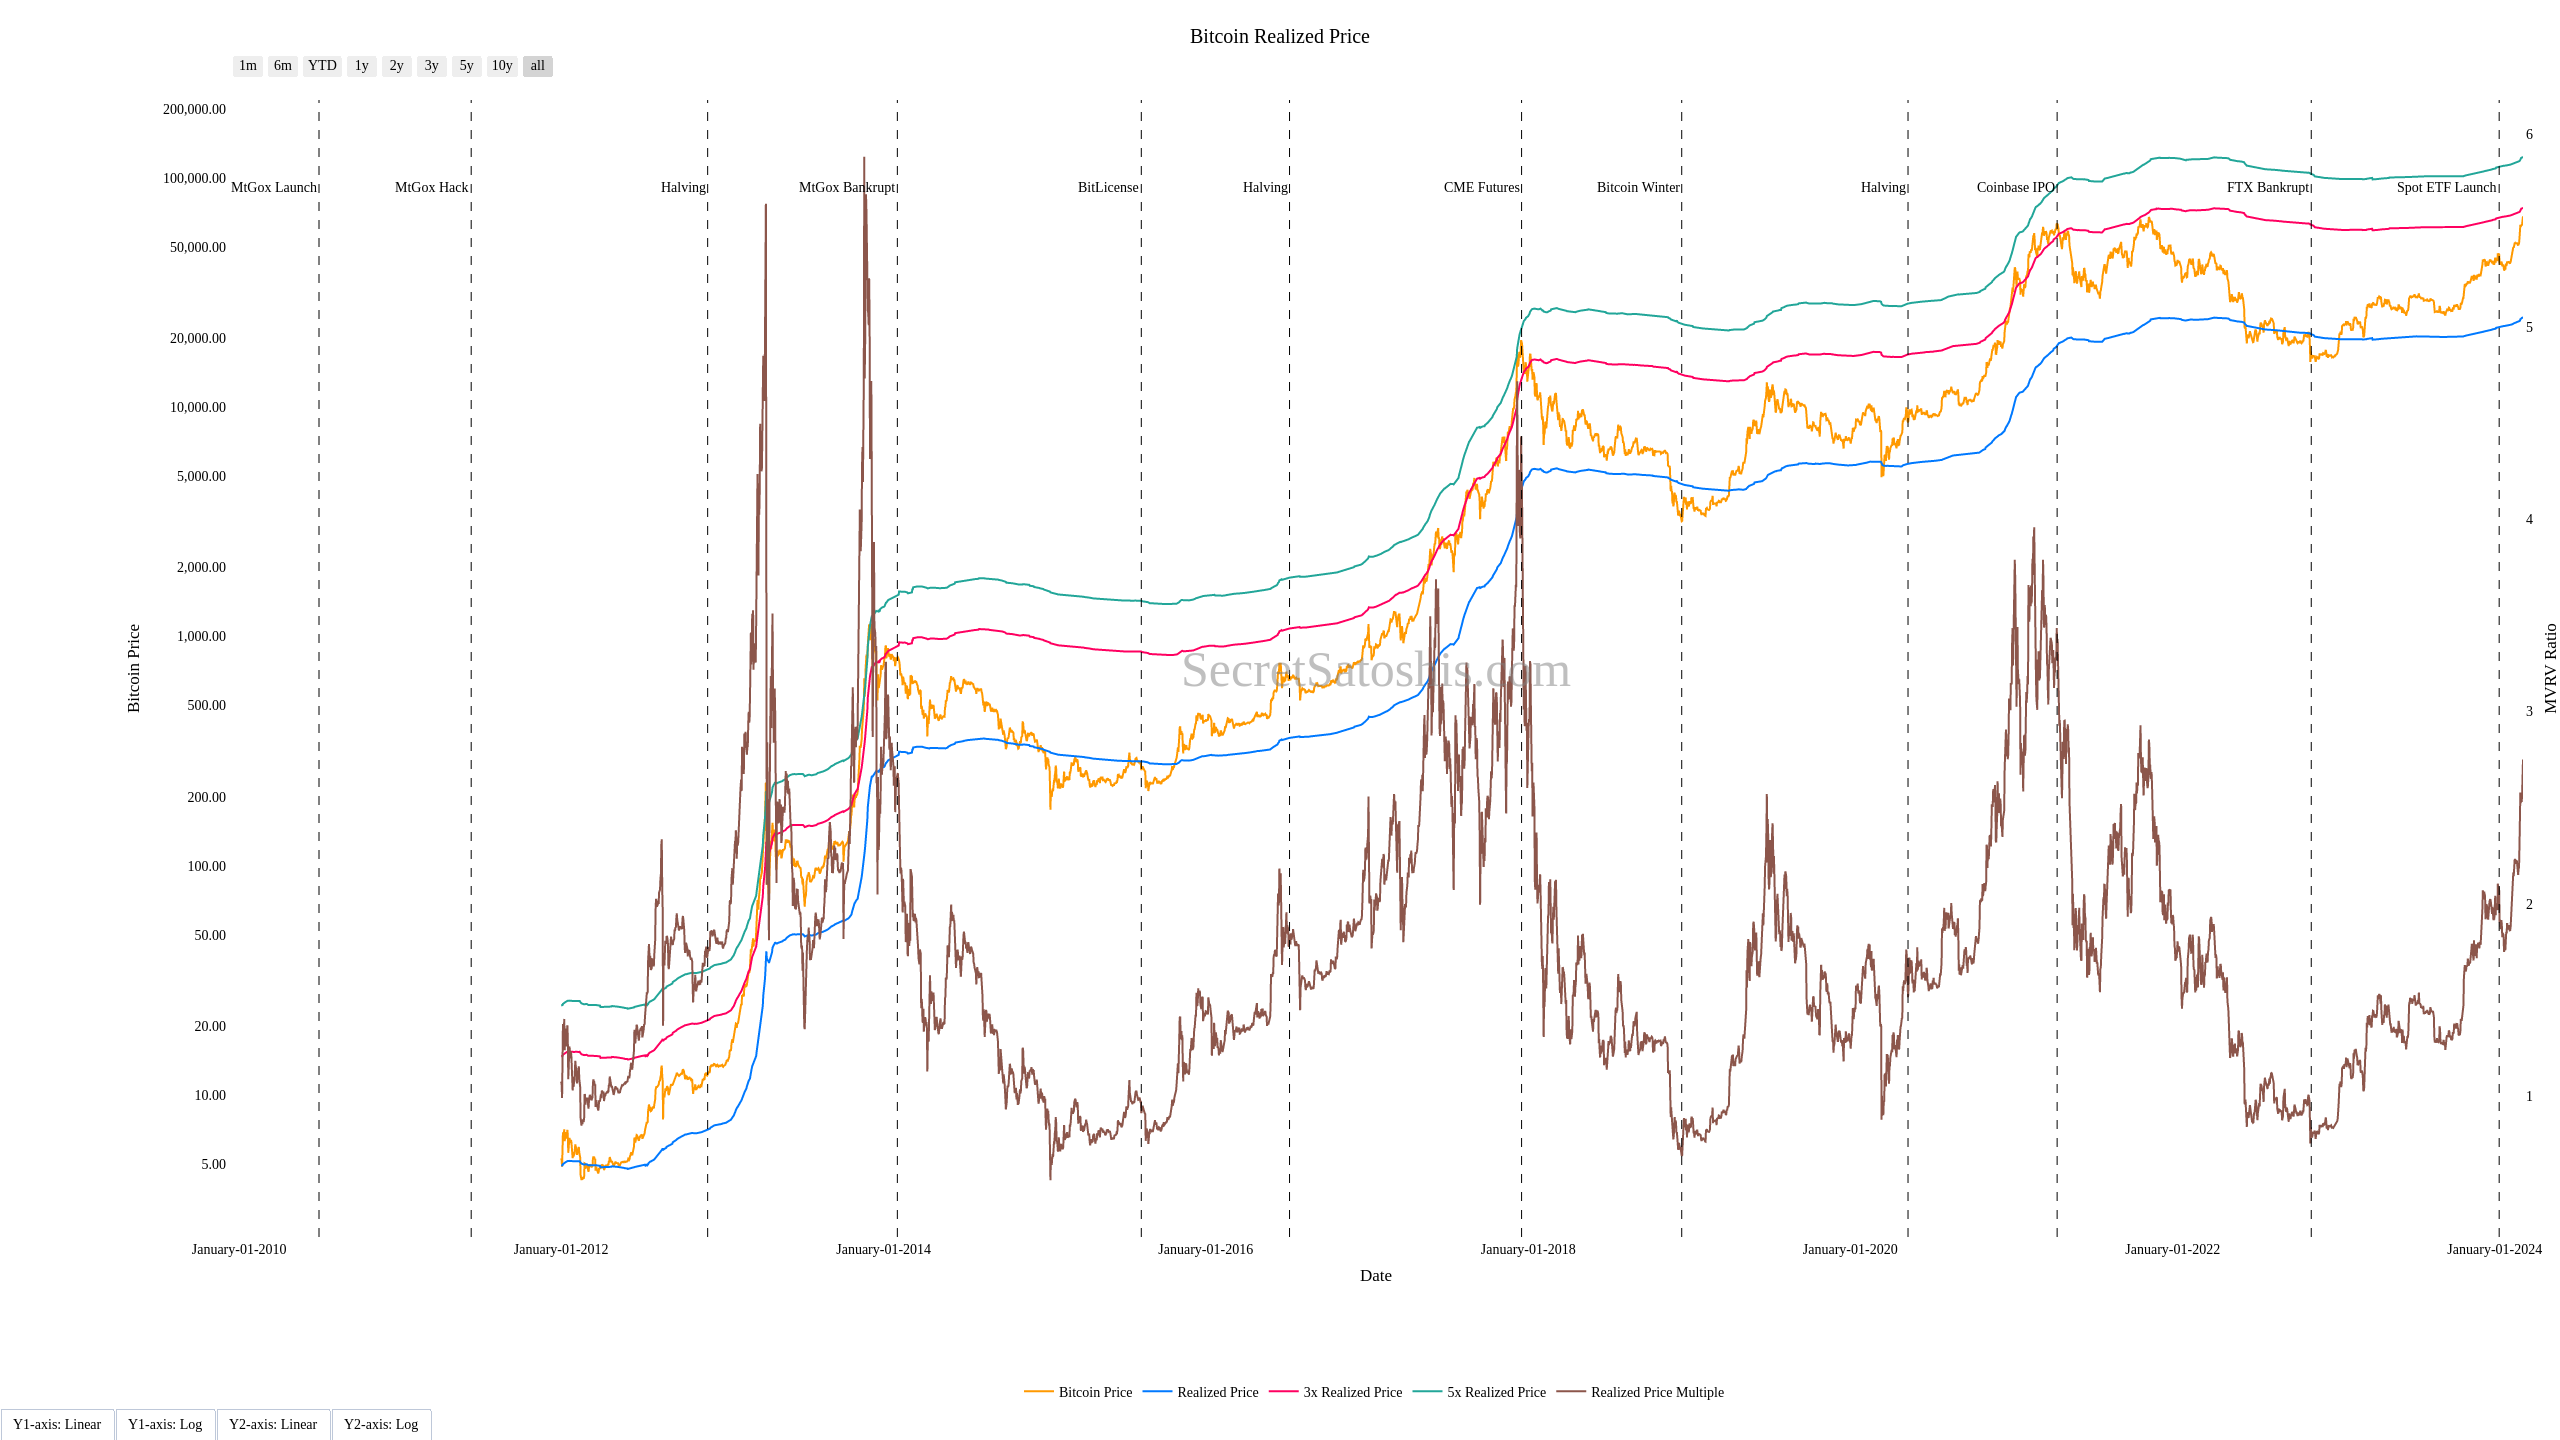 Bitcoin Realized Price
1m 6m YTD 1y 2y 3y 5y 10y all
200,000.00
100,000.00
50,000.00
20,000.00
10,000.00
5,000.00
2,000.00
1,000.00
500.00
200.00
100.00
50.00
20.00
10.00
5.00
Bitcoin Price
MtGox Launch MtGox Hack Halving MtGox Bankrupt BitLicense Halving CME Futures Bitcoin Winter Halving Coinbase IPO FTX Bankrupt Spot ETF Launch
SecretSatoshis.com
6
5
4
3
2
1
MVRV Ratio
January-01-2010 January-01-2012 January-01-2014 January-01-2016 January-01-2018 January-01-2020 January-01-2022 January-01-2024
Date
Bitcoin Price Realized Price 3x Realized Price 5x Realized Price Realized Price Multiple
Y1-axis: Linear Y1-axis: Log Y2-axis: Linear Y2-axis: Log